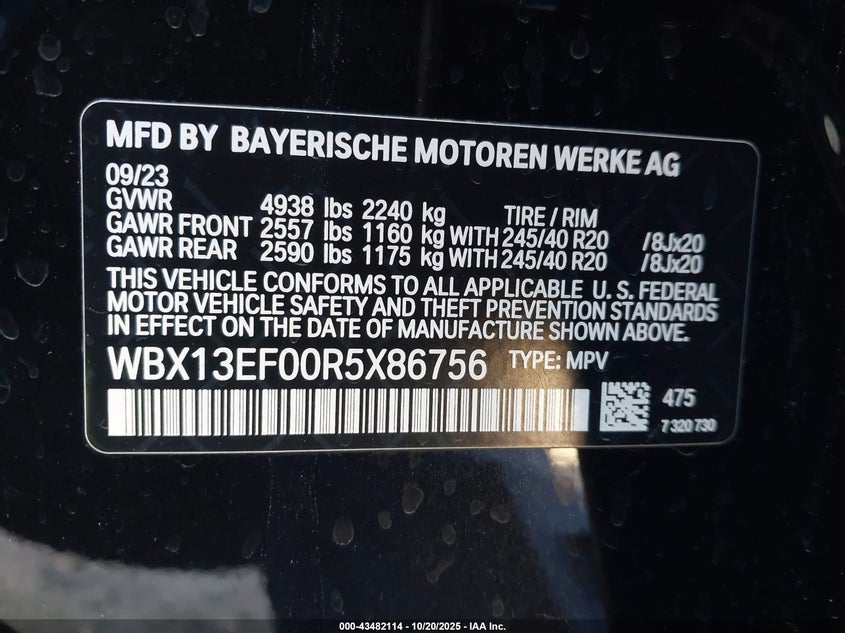 MFD BY BAYERISCHE MOTOREN WERKE AG
09/23
GVWR 4938 lbs 2240 kg TIRE / RIM
GAWR FRONT 2557 lbs 1160 kg WITH 245/40 R20 /8Jx20
GAWR REAR 2590 lbs 1175 kg WITH 245/40 R20 /8Jx20
THIS VEHICLE CONFORMS TO ALL APPLICABLE U. S. FEDERAL
MOTOR VEHICLE SAFETY AND THEFT PREVENTION STANDARDS
IN EFFECT ON THE DATE OF MANUFACTURE SHOWN ABOVE.
WBX13EF00R5X86756 TYPE: MPV
475
7 320 730
000-43482114 - 10/20/2025 - IAA Inc.